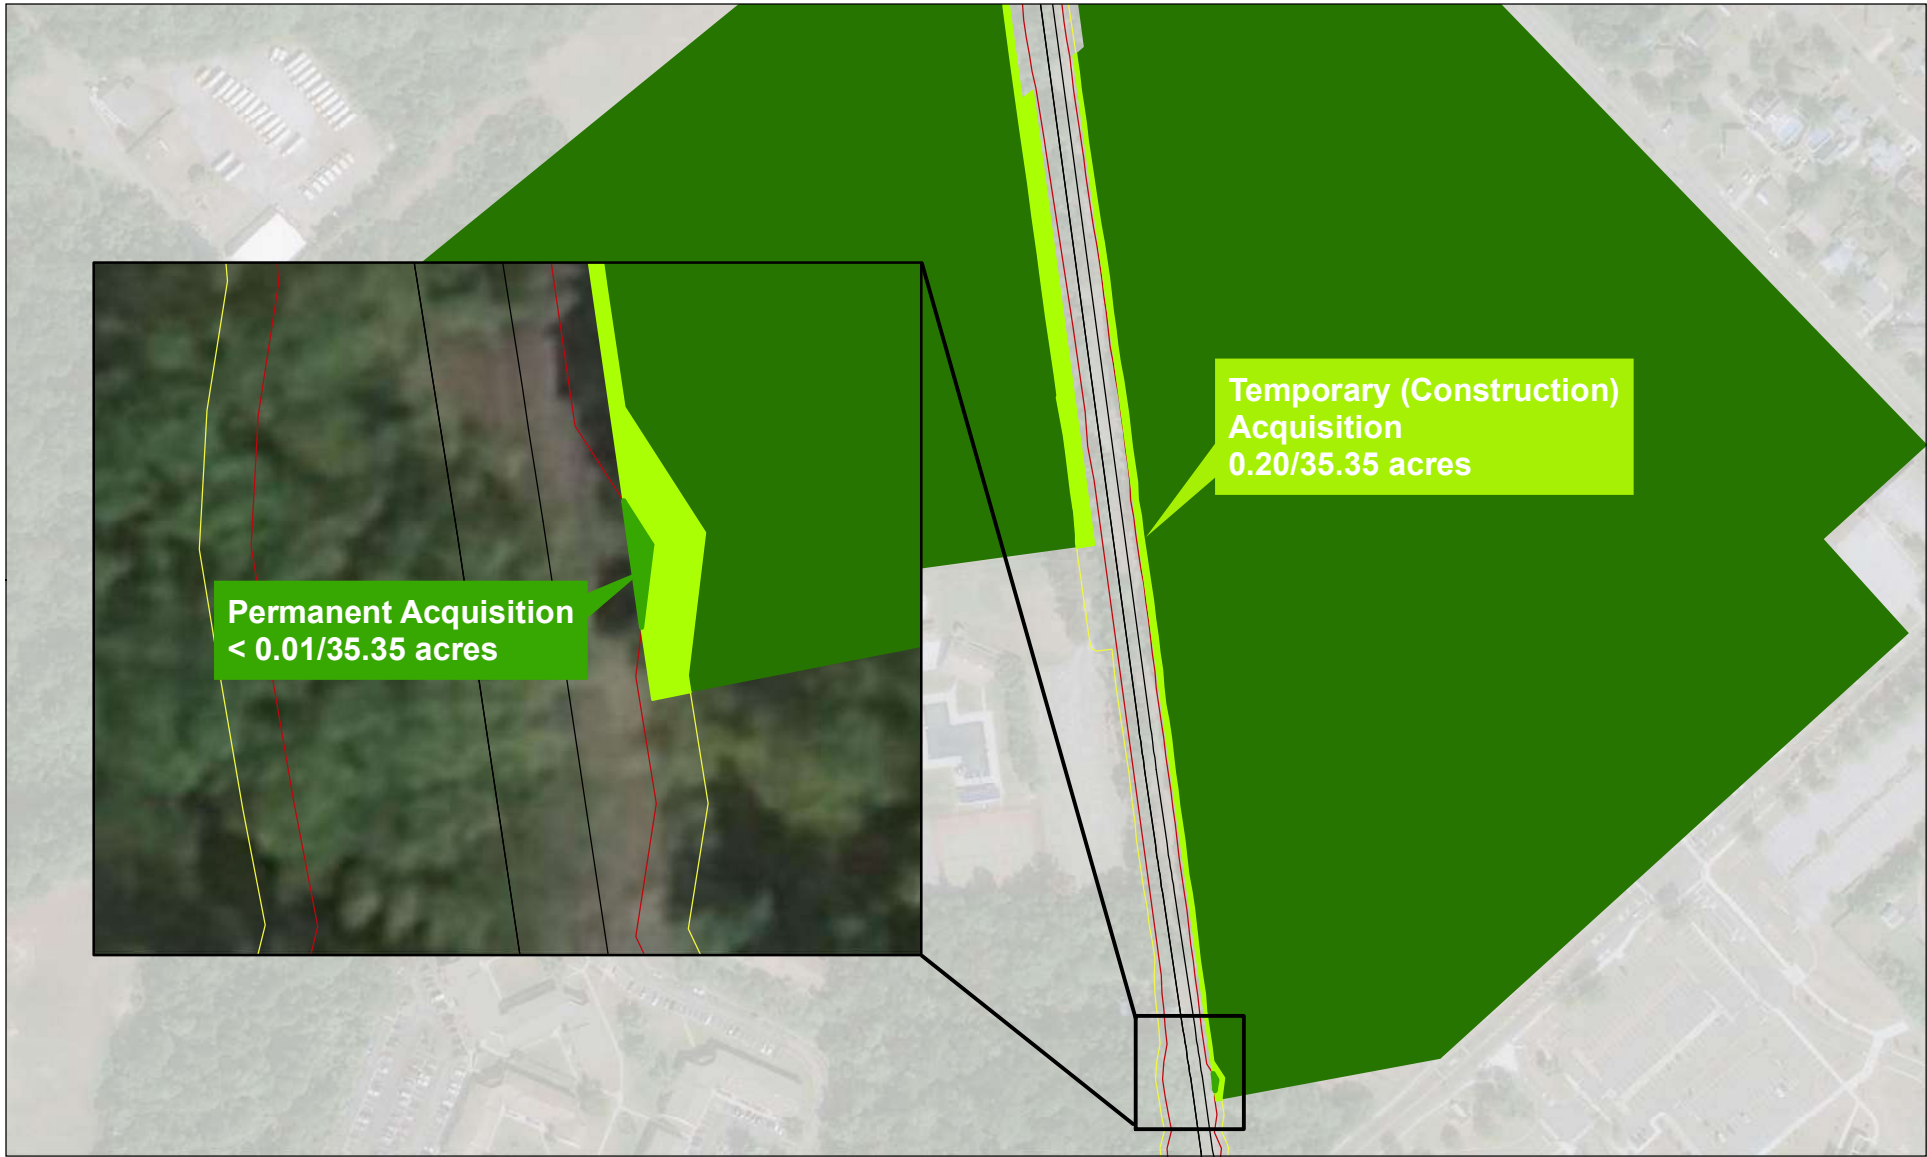 Temporary (Construction)
Acquisition
0.20/35.35 acres
Permanent Acquisition
< 0.01/35.35 acres